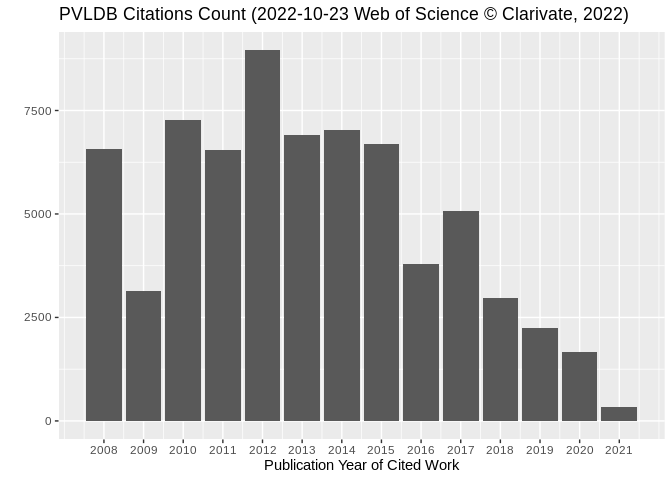 PVLDB Citations Count (2022-10-23 Web of Science © Clarivate, 2022)
7500
5000
2500
0
2008 2009 2010 2011 2012 2013 2014 2015 2016 2017 2018 2019 2020 2021
Publication Year of Cited Work